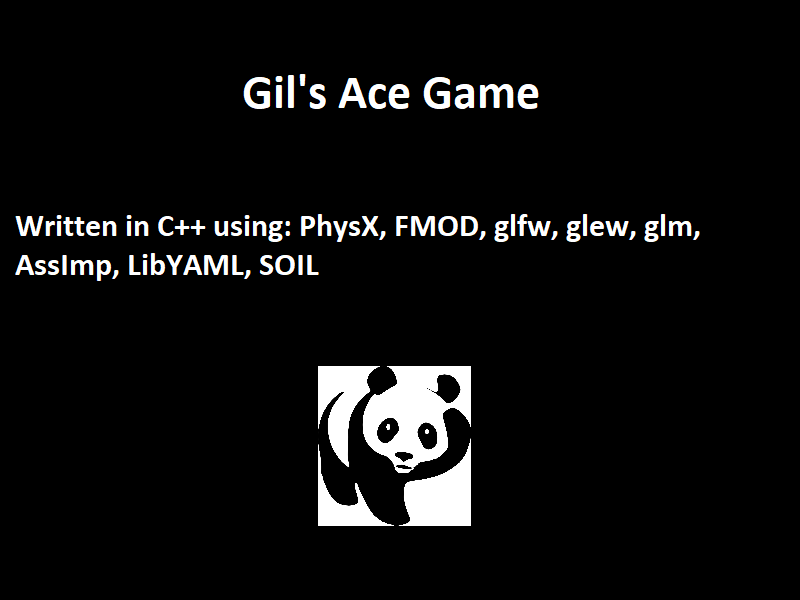 Gil's Ace Game
Written in C++ using: PhysX, FMOD, glfw, glew, glm,
AssImp, LibYAML, SOIL